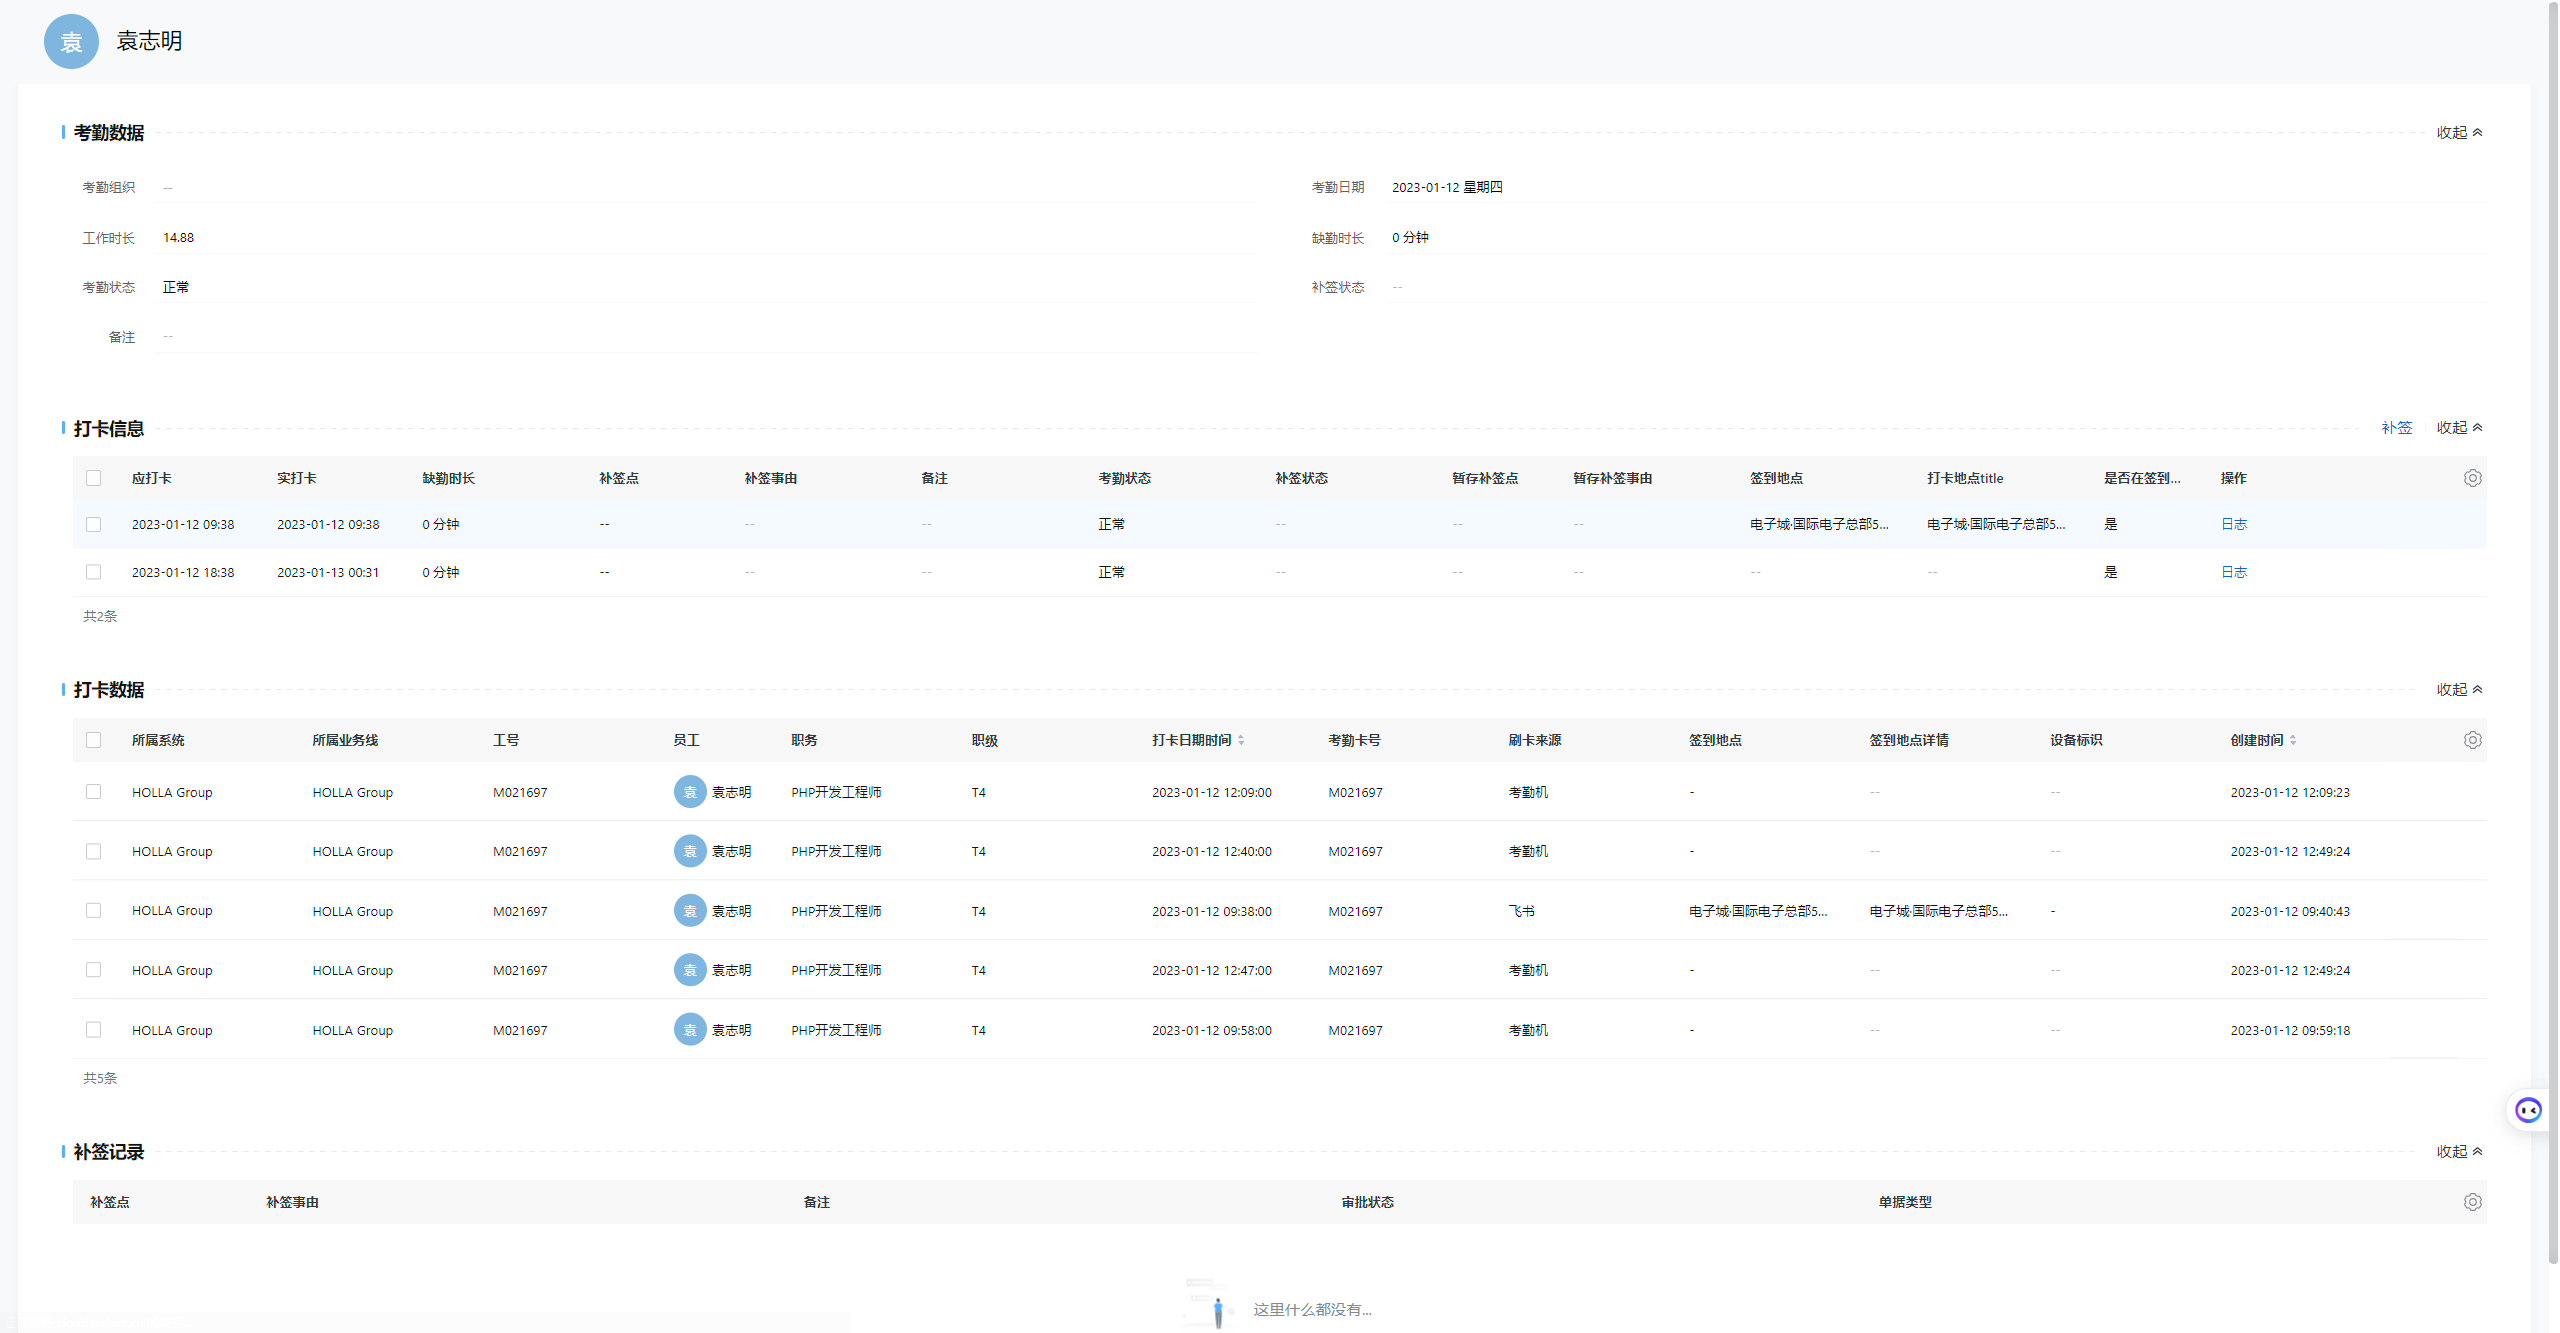 袁 袁志明
考勤数据 收起
考勤组织 -- 考勤日期 2023-01-12 星期四
工作时长 14.88 缺勤时长 0 分钟
考勤状态 正常 补签状态 --
备注 --
打卡信息 补签 收起
应打卡 实打卡 缺勤时长 补签点 补签事由 备注 考勤状态 补签状态 暂存补签点 暂存补签事由 签到地点 打卡地点title 是否在签到... 操作
2023-01-12 09:38 2023-01-12 09:38 0 分钟 -- -- -- 正常 -- -- -- 电子城·国际电子总部5... 电子城·国际电子总部5... 是 日志
2023-01-12 18:38 2023-01-13 00:31 0 分钟 -- -- -- 正常 -- -- -- -- -- 是 日志
共2条
打卡数据 收起
所属系统 所属业务线 工号 员工 职务 职级 打卡日期时间 考勤卡号 刷卡来源 签到地点 签到地点详情 设备标识 创建时间
HOLLA Group HOLLA Group M021697 袁 袁志明 PHP开发工程师 T4 2023-01-12 12:09:00 M021697 考勤机 - -- -- 2023-01-12 12:09:23
HOLLA Group HOLLA Group M021697 袁 袁志明 PHP开发工程师 T4 2023-01-12 12:40:00 M021697 考勤机 - -- -- 2023-01-12 12:49:24
HOLLA Group HOLLA Group M021697 袁 袁志明 PHP开发工程师 T4 2023-01-12 09:38:00 M021697 飞书 电子城·国际电子总部5... 电子城·国际电子总部5... - 2023-01-12 09:40:43
HOLLA Group HOLLA Group M021697 袁 袁志明 PHP开发工程师 T4 2023-01-12 12:47:00 M021697 考勤机 - -- -- 2023-01-12 12:49:24
HOLLA Group HOLLA Group M021697 袁 袁志明 PHP开发工程师 T4 2023-01-12 09:58:00 M021697 考勤机 - -- -- 2023-01-12 09:59:18
共5条
补签记录 收起
补签点 补签事由 备注 审批状态 单据类型
这里什么都没有...